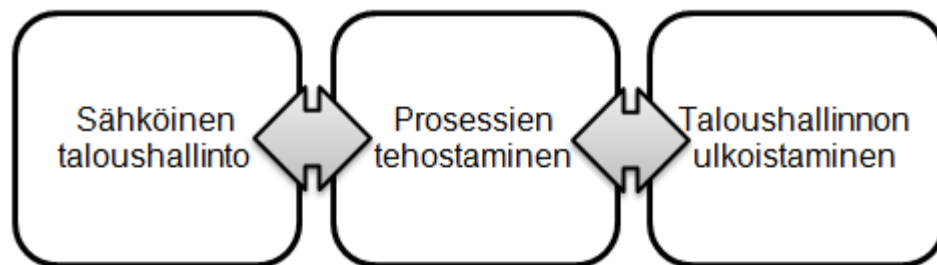 Sähköinen
taloushallinto
Prosessien
tehostaminen
Taloushallinnon
ulkoistaminen